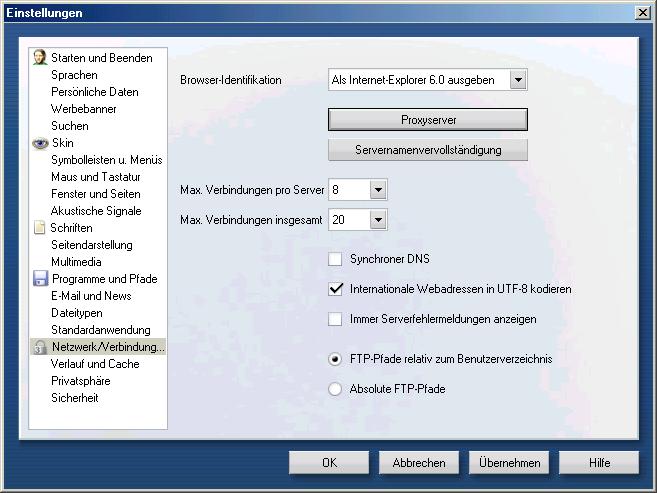 Einstellungen
Starten und Beenden
Sprachen
Persönliche Daten
Werbebanner
Suchen
Skin
Symbolleisten u. Menüs
Maus und Tastatur
Fenster und Seiten
Akustische Signale
Schriften
Seitendarstellung
Multimedia
Programme und Pfade
E-Mail und News
Dateitypen
Standardanwendung
Netzwerk/Verbindung...
Verlauf und Cache
Privatsphäre
Sicherheit
Browser-Identifikation Als Internet-Explorer 6.0 ausgeben
Proxyserver
Servernamenvervollständigung
Max. Verbindungen pro Server 8
Max. Verbindungen insgesamt 20
Synchroner DNS
Internationale Webadressen in UTF-8 kodieren
Immer Serverfehlermeldungen anzeigen
FTP-Pfade relativ zum Benutzerverzeichnis
Absolute FTP-Pfade
OK Abbrechen Übernehmen Hilfe